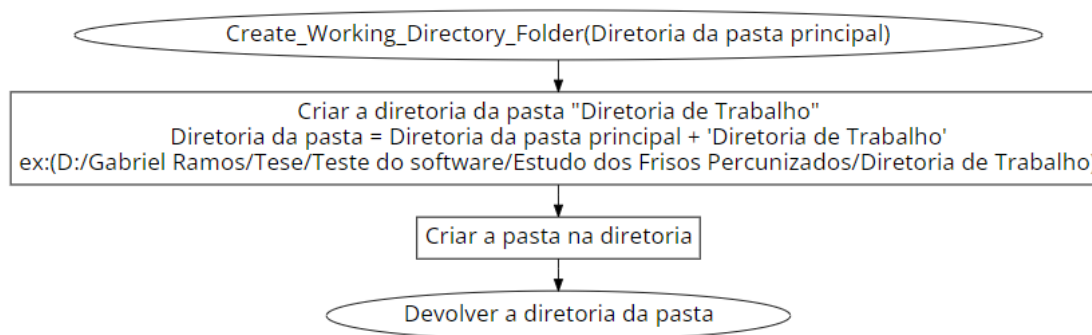 Create_Working_Directory_Folder(Diretoria da pasta principal)
Criar a diretoria da pasta "Diretoria de Trabalho"
Diretoria da pasta = Diretoria da pasta principal + 'Diretoria de Trabalho'
ex:(D:/Gabriel Ramos/Tese/Teste do software/Estudo dos Frisos Percunizados/Diretoria de Trabalho)
Criar a pasta na diretoria
Devolver a diretoria da pasta